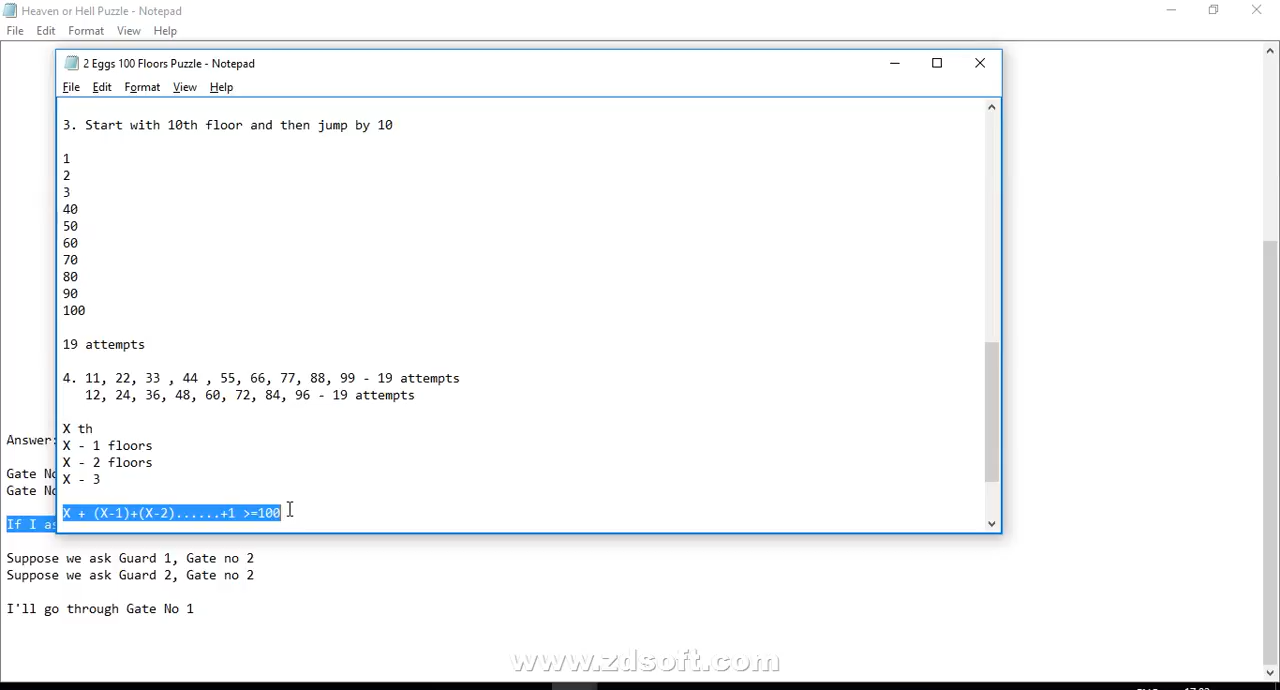 Heaven or Hell Puzzle - Notepad
File Edit Format View Help
2 Eggs 100 Floors Puzzle - Notepad
File Edit Format View Help
3. Start with 10th floor and then jump by 10
1
2
3
40
50
60
70
80
90
100
19 attempts
4. 11, 22, 33 , 44 , 55, 66, 77, 88, 99 - 19 attempts
12, 24, 36, 48, 60, 72, 84, 96 - 19 attempts
X th
X - 1 floors
X - 2 floors
X - 3
X + (X-1)+(X-2)......+1 >=100
Answer:
Gate No
Gate No
If I as
Suppose we ask Guard 1, Gate no 2
Suppose we ask Guard 2, Gate no 2
I'll go through Gate No 1
www.zdsoft.com